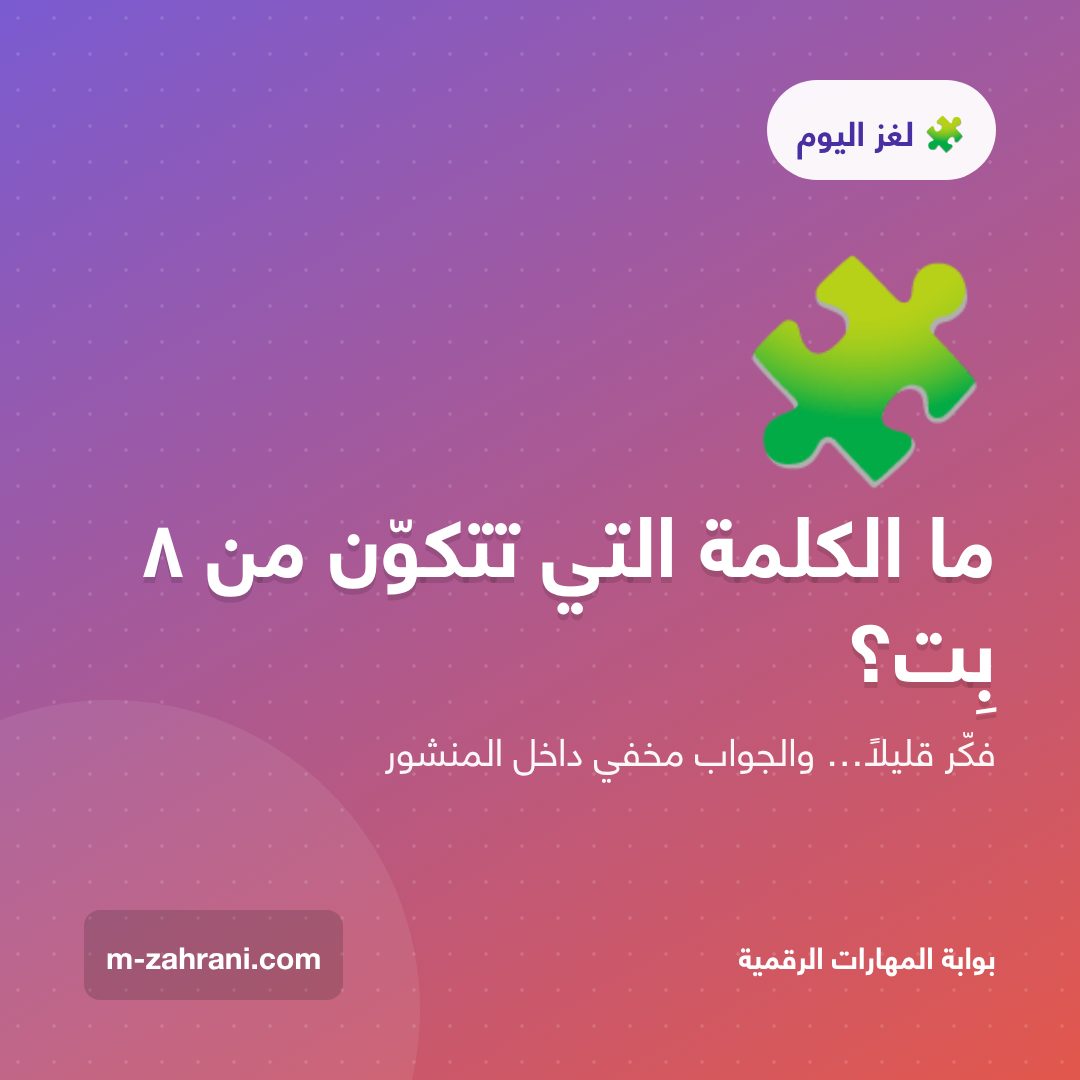 لغز اليوم
ما الكلمة التي تتكوّن من ٨
بِت؟
فكّر قليلاً... والجواب مخفي داخل المنشور
بوابة المهارات الرقمية
m-zahrani.com